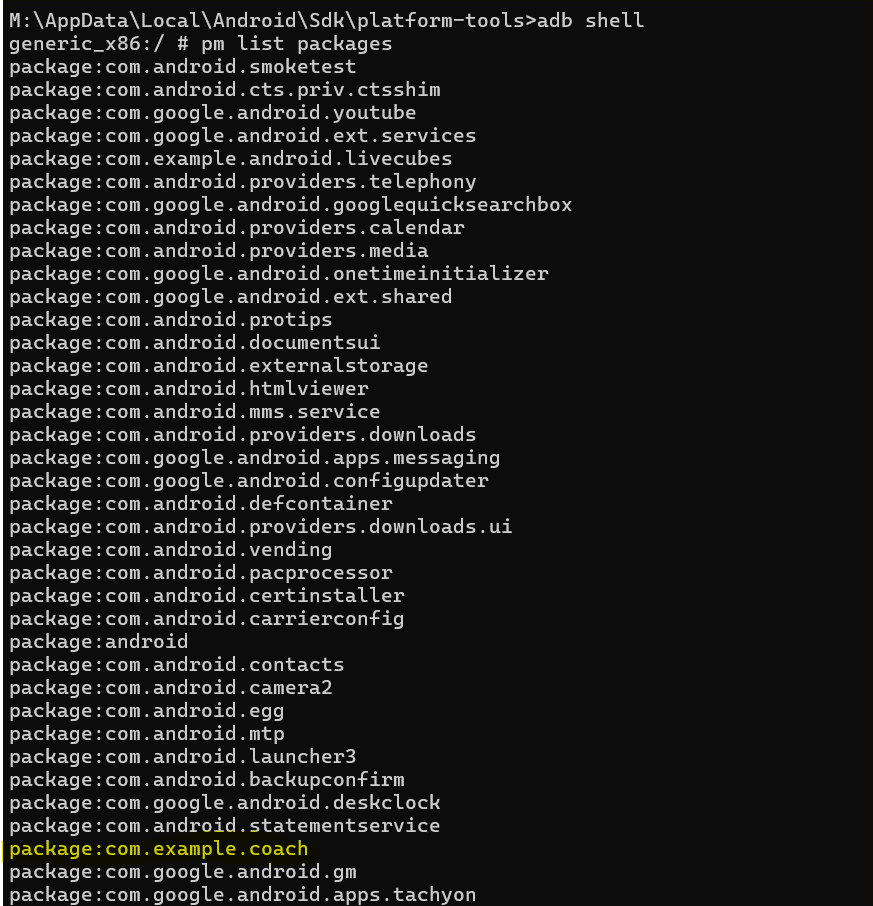 M:\AppData\Local\Android\Sdk\platform-tools>adb shell
generic_x86:/ # pm list packages
package:com.android.smoketest
package:com.android.cts.priv.ctsshim
package:com.google.android.youtube
package:com.google.android.ext.services
package:com.example.android.livecubes
package:com.android.providers.telephony
package:com.google.android.googlequicksearchbox
package:com.android.providers.calendar
package:com.android.providers.media
package:com.google.android.onetimeinitializer
package:com.google.android.ext.shared
package:com.android.protips
package:com.android.documentsui
package:com.android.externalstorage
package:com.android.htmlviewer
package:com.android.mms.service
package:com.android.providers.downloads
package:com.google.android.apps.messaging
package:com.google.android.configupdater
package:com.android.defcontainer
package:com.android.providers.downloads.ui
package:com.android.vending
package:com.android.pacprocessor
package:com.android.certinstaller
package:com.android.carrierconfig
package:android
package:com.android.contacts
package:com.android.camera2
package:com.android.egg
package:com.android.mtp
package:com.android.launcher3
package:com.android.backupconfirm
package:com.google.android.deskclock
package:com.android.statementservice
package:com.example.coach
package:com.google.android.gm
package:com.google.android.apps.tachyon